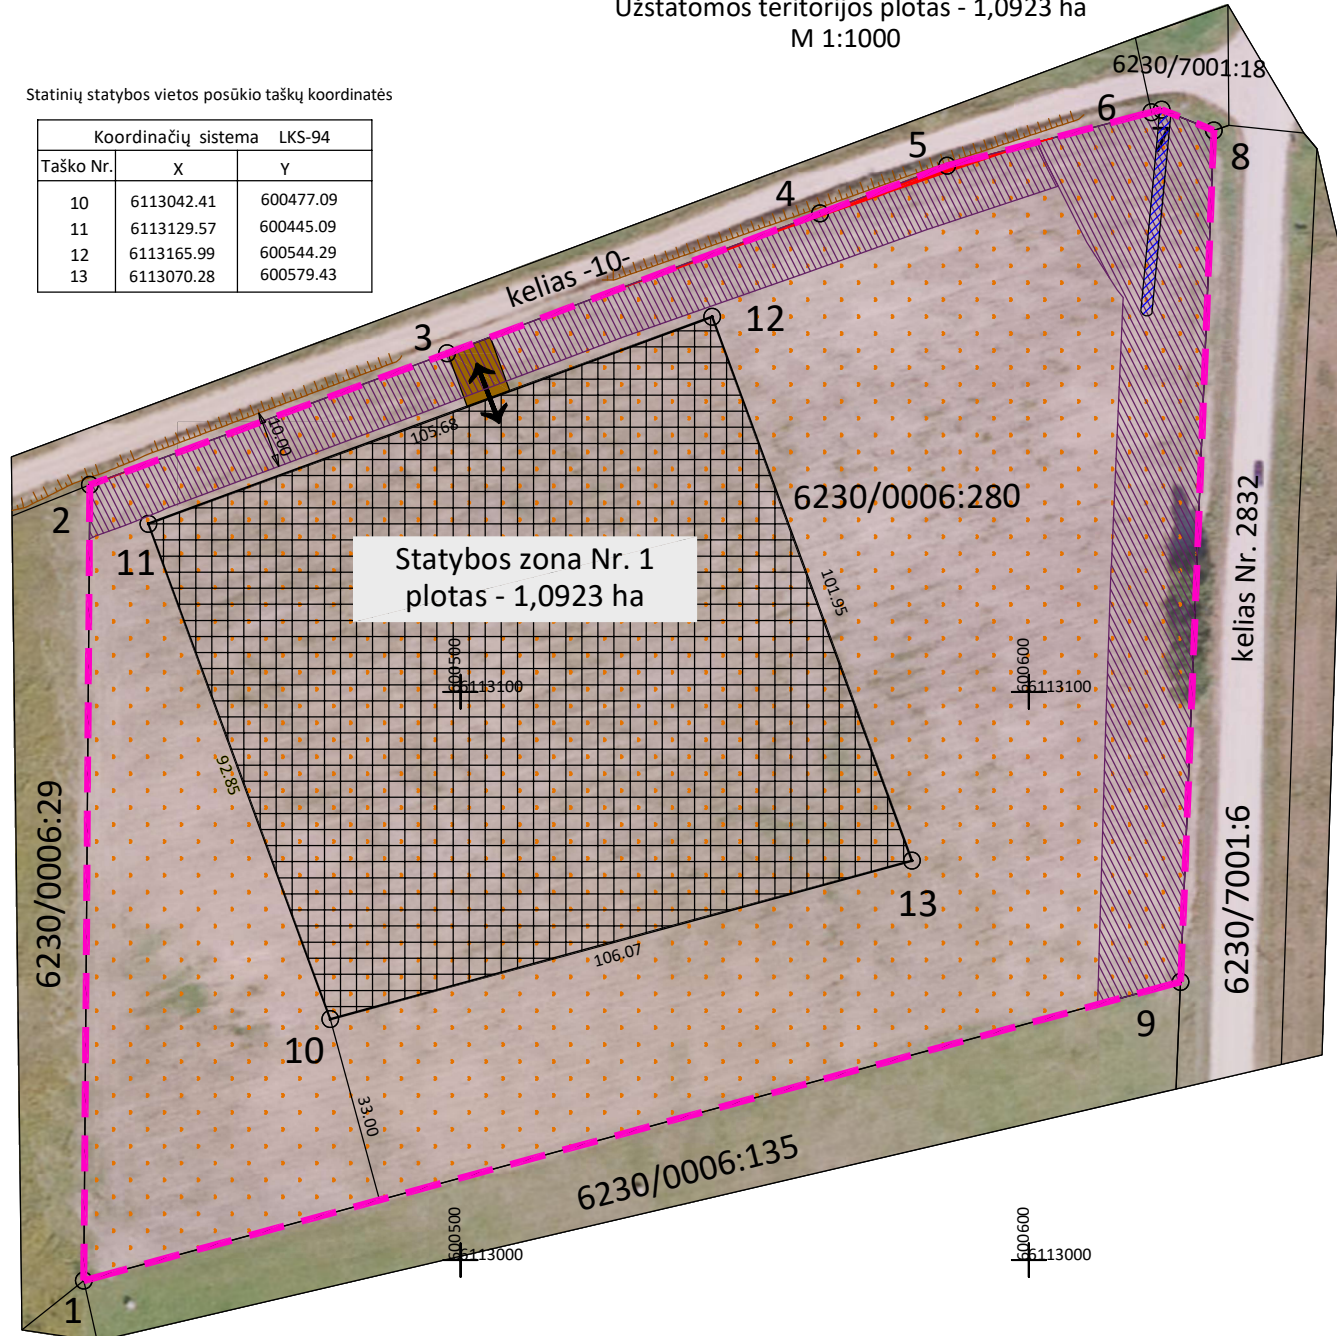 Užstatomos teritorijos plotas - 1,0923 ha
M 1:1000
Statinių statybos vietos posūkio taškų koordinatės
Koordinačių sistema LKS-94
Taško Nr. X Y
10 6113042.41 600477.09
11 6113129.57 600445.09
12 6113165.99 600544.29
13 6113070.28 600579.43
6230/7001:18
6
7
8
5
4
kelias -10-
3
12
10.00
105.68
2
11
6230/0006:280
Statybos zona Nr. 1
plotas - 1,0923 ha
101.95
kelias Nr. 2832
600500
6113100
600600
6113100
92.85
6230/0006:29
6230/7001:6
13
106.07
10
9
33.00
6230/0006:135
600500
6113000
600600
6113000
1